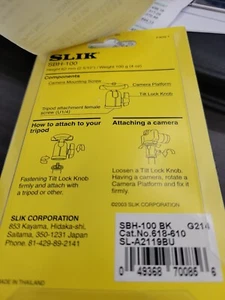 SLIK
SBH-100
Components
Camera Mounting Screw
Camera Platform
Tilt Lock Knob
Tripod attachment female
screw (U1/4)
How to attach to your
tripod
Attaching a camera
Fastening Tilt Lock Knob
firmly and attach with
a tripod or other.
Loosen a Tilt Lock Knob.
Having a camera, rotate a
Camera Platform and fix it
firmly.
©2003 SLIK CORPORATION
SLIK CORPORATION
853 Kayama, Hidaka-shi,
Saitama, 350-1231 Japan
Phone. 81-429-89-2141
SBH-100 BK G214
Cat.No.618-610
SL-A2119BU
0 49368 70086 6
MADE IN THAILAND